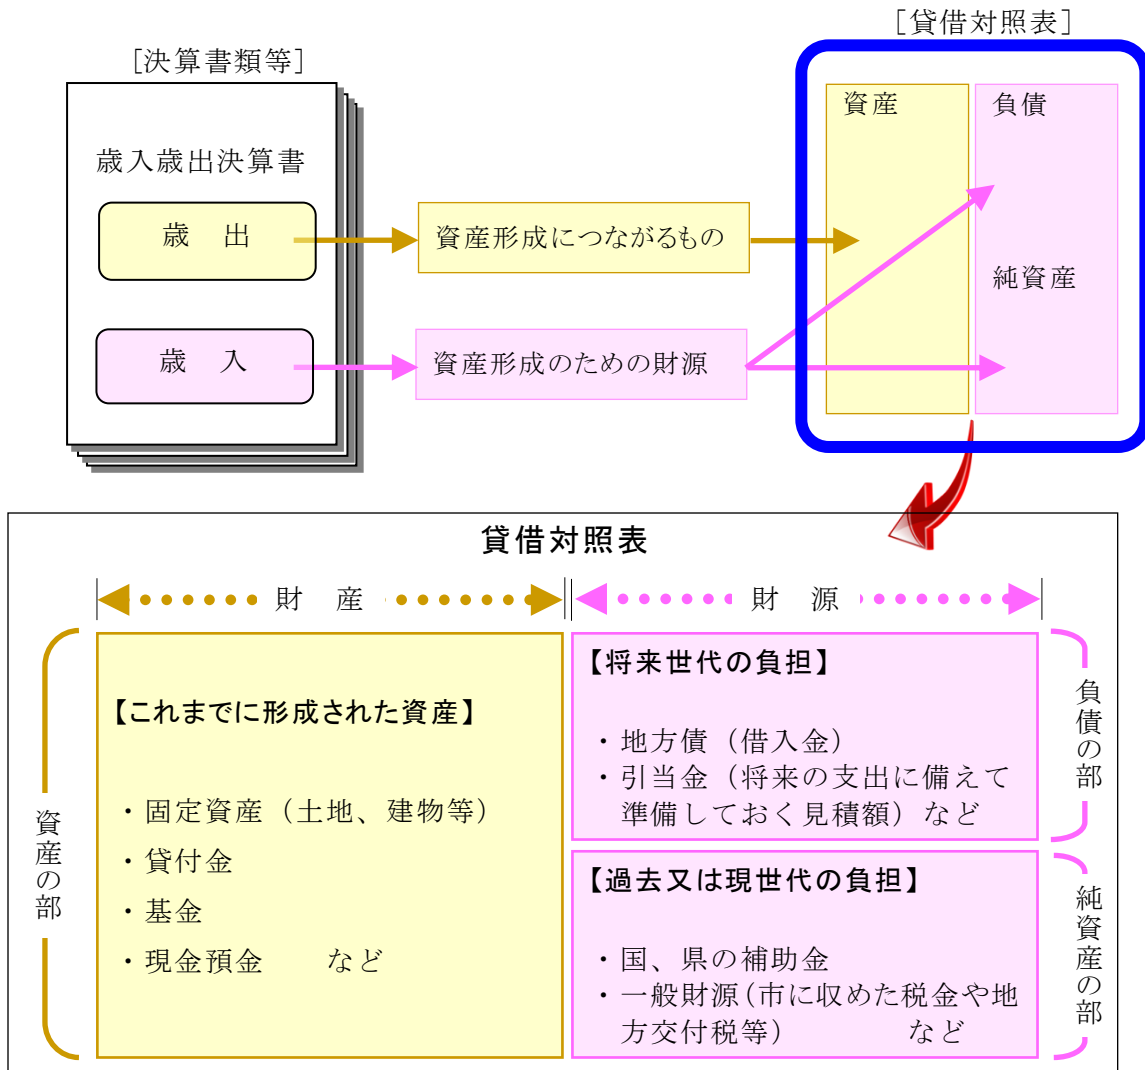 [決算書類等]
歳入歳出決算書
歳　出
歳　入
資産形成につながるもの
資産形成のための財源
[貸借対照表]
資産
負債
純資産
貸借対照表
財　産
財　源
資産の部
【これまでに形成された資産】
・固定資産（土地、建物等）
・貸付金
・基金
・現金預金　　など
【将来世代の負担】
・地方債（借入金）
・引当金（将来の支出に備えて
準備しておく見積額）など
負債の部
【過去又は現世代の負担】
・国、県の補助金
・一般財源（市に収めた税金や地
方交付税等）　　　　など
純資産の部